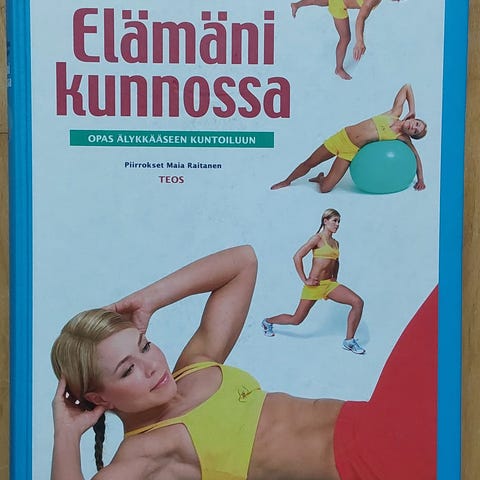 Elämäni
kunnossa
OPAS ÄLYKKÄÄSEEN KUNTOILUUN
Piirrokset Maia Raitanen
TEOS